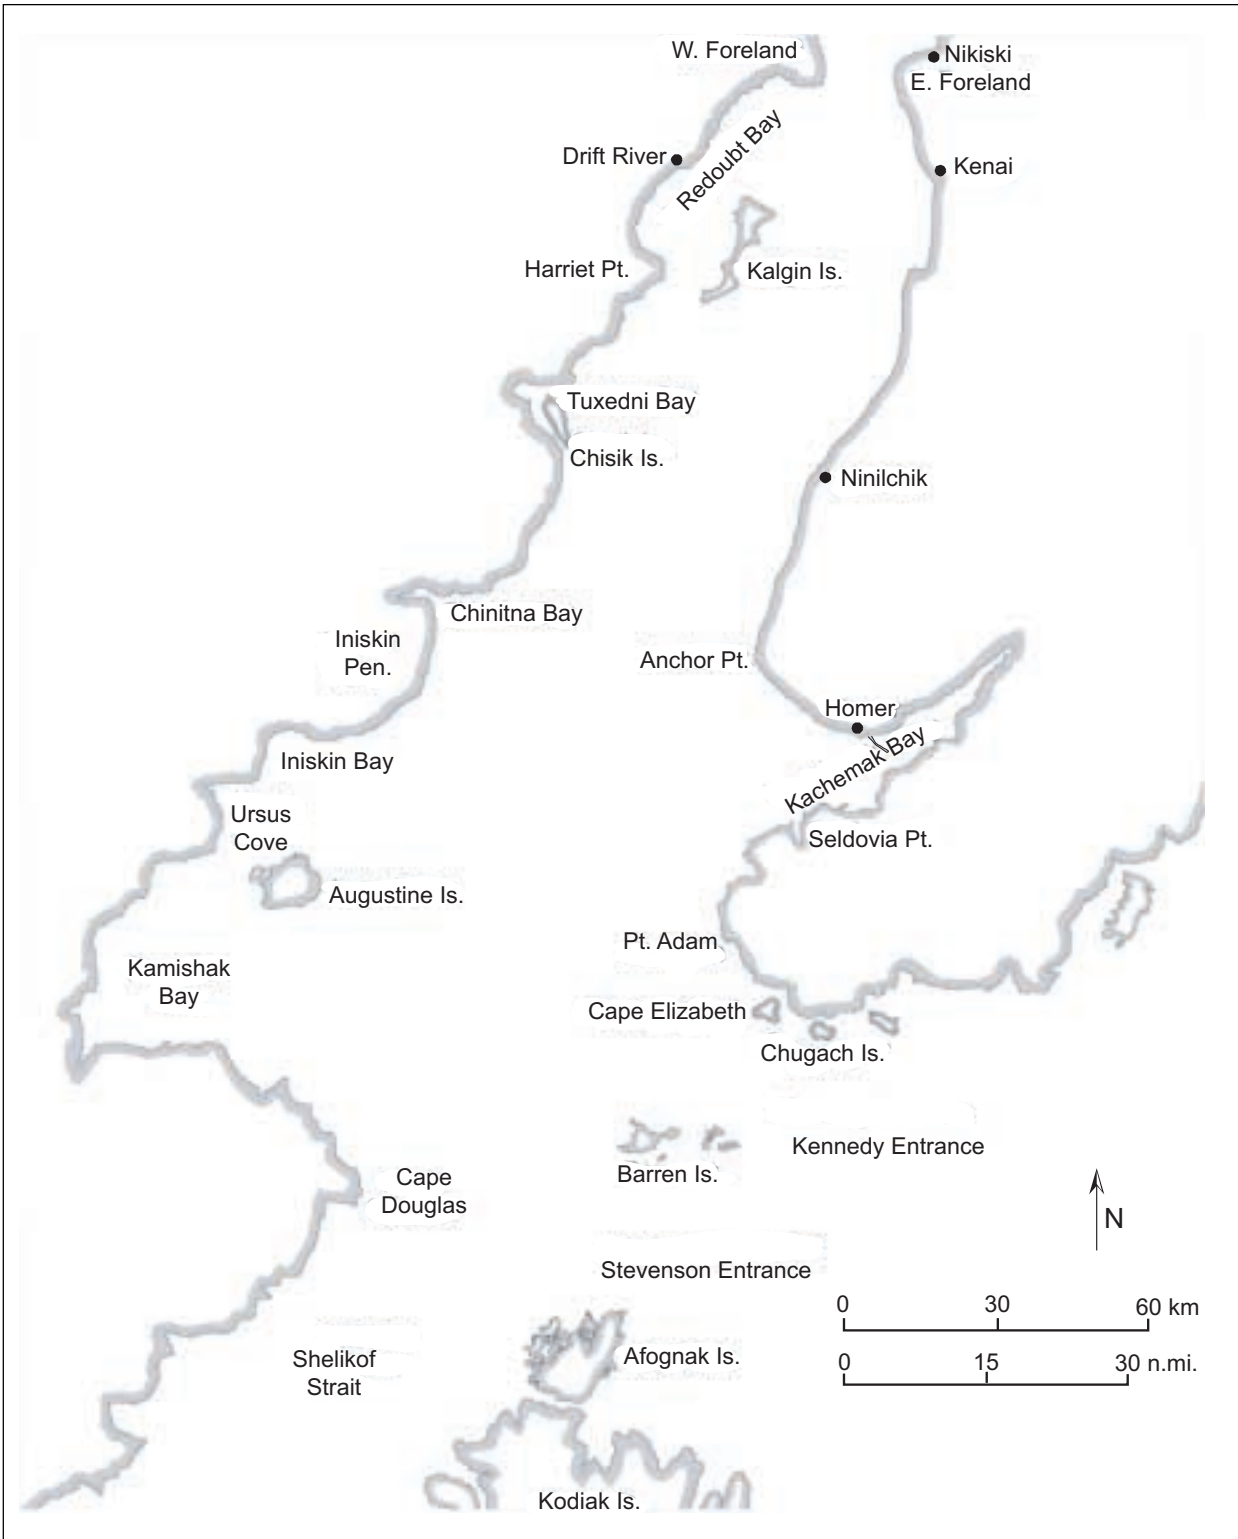 W. Foreland
Nikiski
E. Foreland
Redoubt Bay
Drift River
Kenai
Harriet Pt.
Kalgin Is.
Tuxedni Bay
Chisik Is.
Ninilchik
Chinitna Bay
Iniskin
Pen.
Anchor Pt.
Homer
Kachemak Bay
Iniskin Bay
Ursus
Cove
Seldovia Pt.
Augustine Is.
Pt. Adam
Kamishak
Bay
Cape Elizabeth
Chugach Is.
Kennedy Entrance
Barren Is.
Cape
Douglas
N
Stevenson Entrance
0 30 60 km
Shelikof
Strait
Afognak Is.
0 15 30 n.mi.
Kodiak Is.